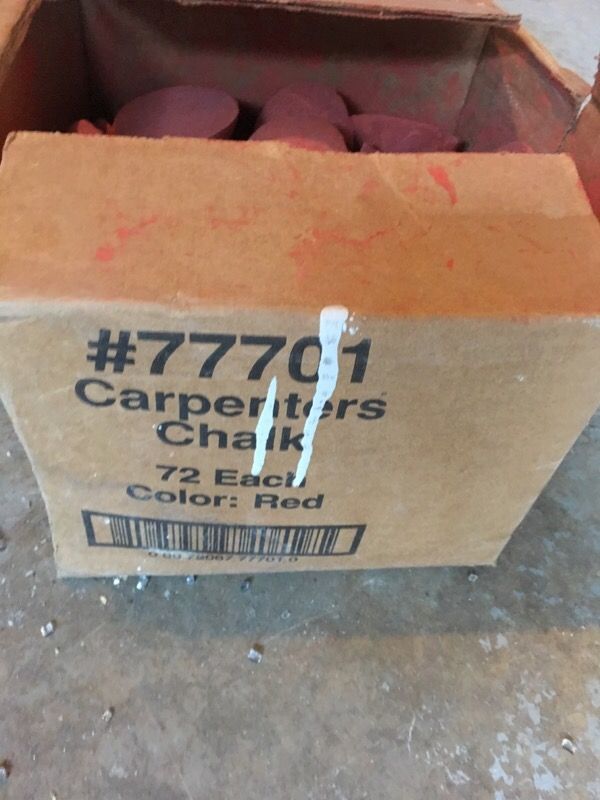 #77701
Carpenters
Chalk
72 Each
Color: Red